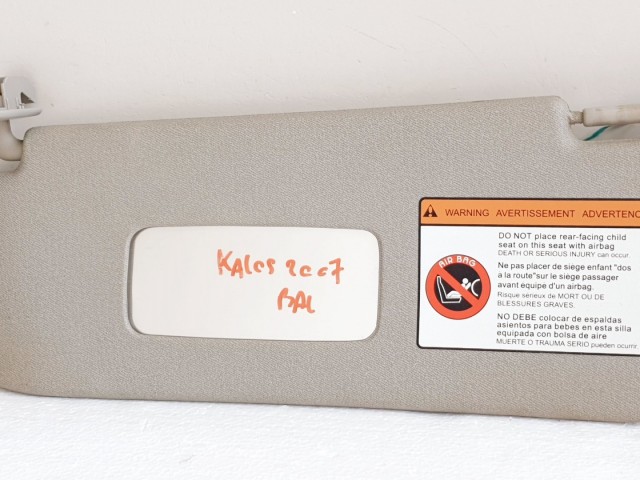 KALOS 2007
BAL
WARNING AVERTISSEMENT ADVERTENC
DO NOT place rear-facing child
seat on this seat with airbag
DEATH OR SERIOUS INJURY can occur.
AIR BAG
Ne pas placer de siege enfant "dos
a la route"sur le siege passager
avant équipe d'un airbag.
Risque serieux de MORT OU DE
BLESSURES GRAVES.
NO DEBE colocar de espaldas
asientos para bebes en esta silla
equipada con bolsa de aire
MUERTE O TRAUMA SERIO pueden ocurrir.